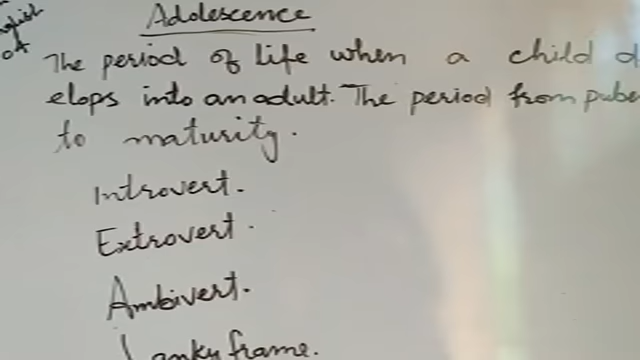 Adolescence
The period of life when a child d
elops into an adult. The period from pube
to maturity.
Introvert.
Extrovert.
Ambivert.
Lanky frame.